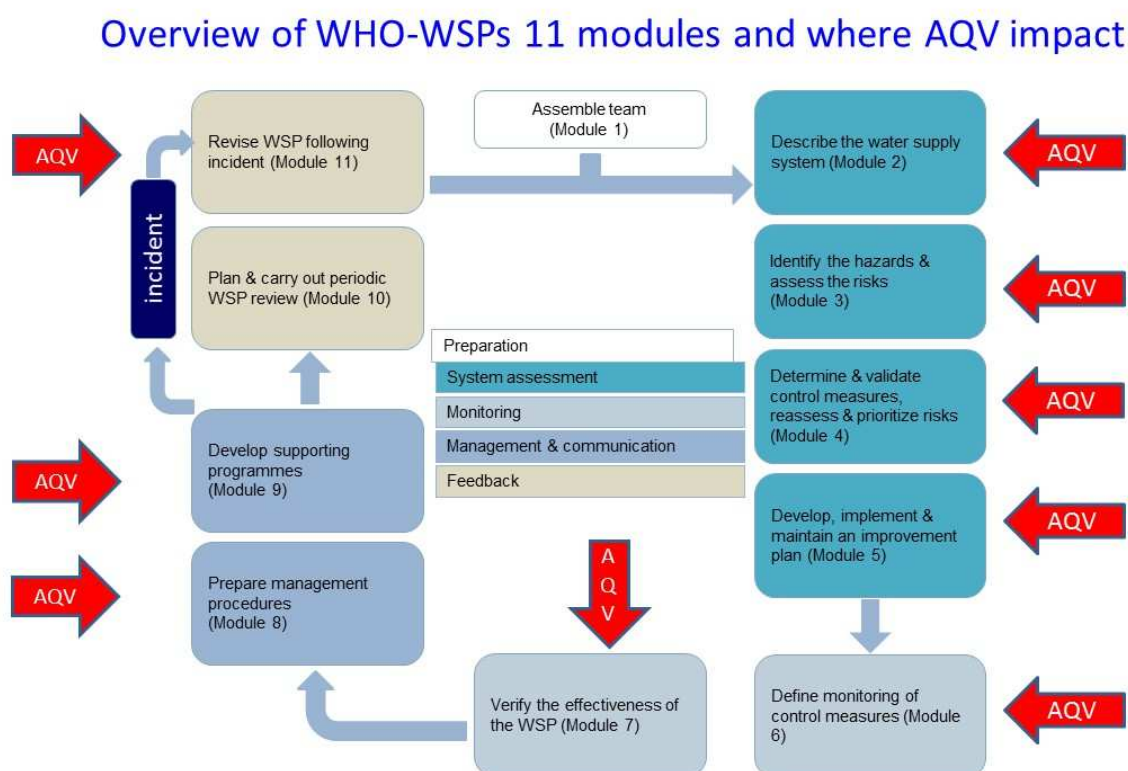 Overview of WHO-WSPs 11 modules and where AQV impact
AQV
Revise WSP following
incident (Module 11)
Assemble team
(Module 1)
Describe the water supply
system (Module 2)
AQV
incident
Plan & carry out periodic
WSP review (Module 10)
Identify the hazards &
assess the risks
(Module 3)
AQV
Preparation
System assessment
Monitoring
Management & communication
Feedback
Determine & validate
control measures,
reassess & prioritize risks
(Module 4)
AQV
AQV
Develop supporting
programmes
(Module 9)
Develop, implement &
maintain an improvement
plan (Module 5)
AQV
AQV
Prepare management
procedures
(Module 8)
A
Q
V
Verify the effectiveness of
the WSP (Module 7)
Define monitoring of
control measures (Module
6)
AQV